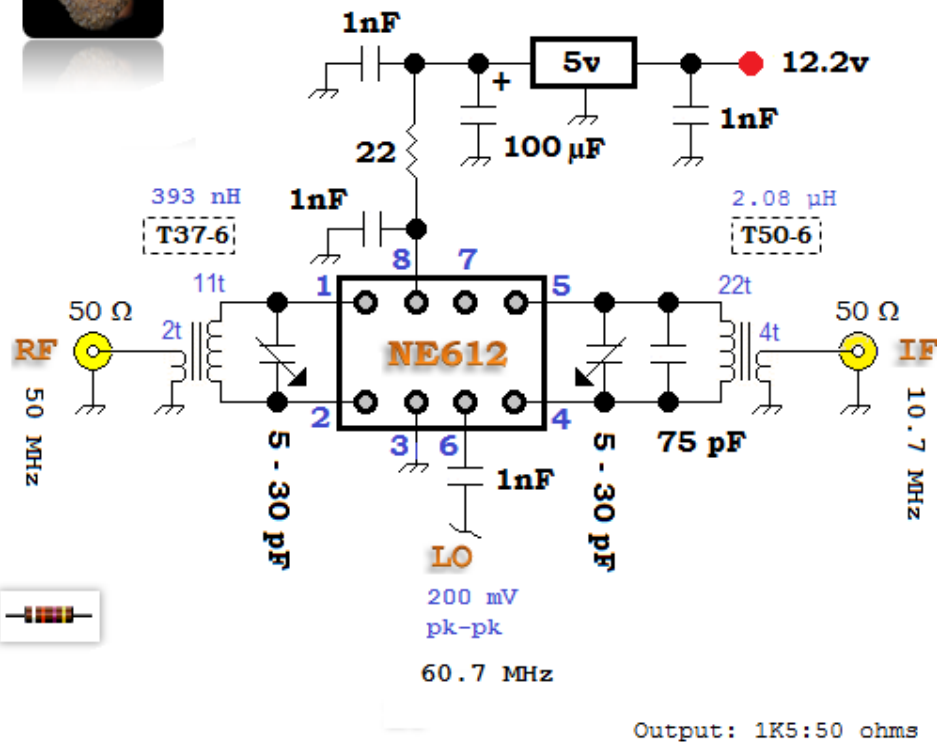 1nF
5v
12.2v
+
1nF
100 µF
22
393 nH
1nF
2.08 µH
T37-6
T50-6
8
7
11t
1
5
22t
50 Ω
50 Ω
2t
4t
RF
NE612
IF
50 MHz
10.7 MHz
2
3
6
4
5 - 30 pF
75 pF
1nF
5 - 30 pF
LO
200 mV
pk-pk
60.7 MHz
Output: 1K5:50 ohms